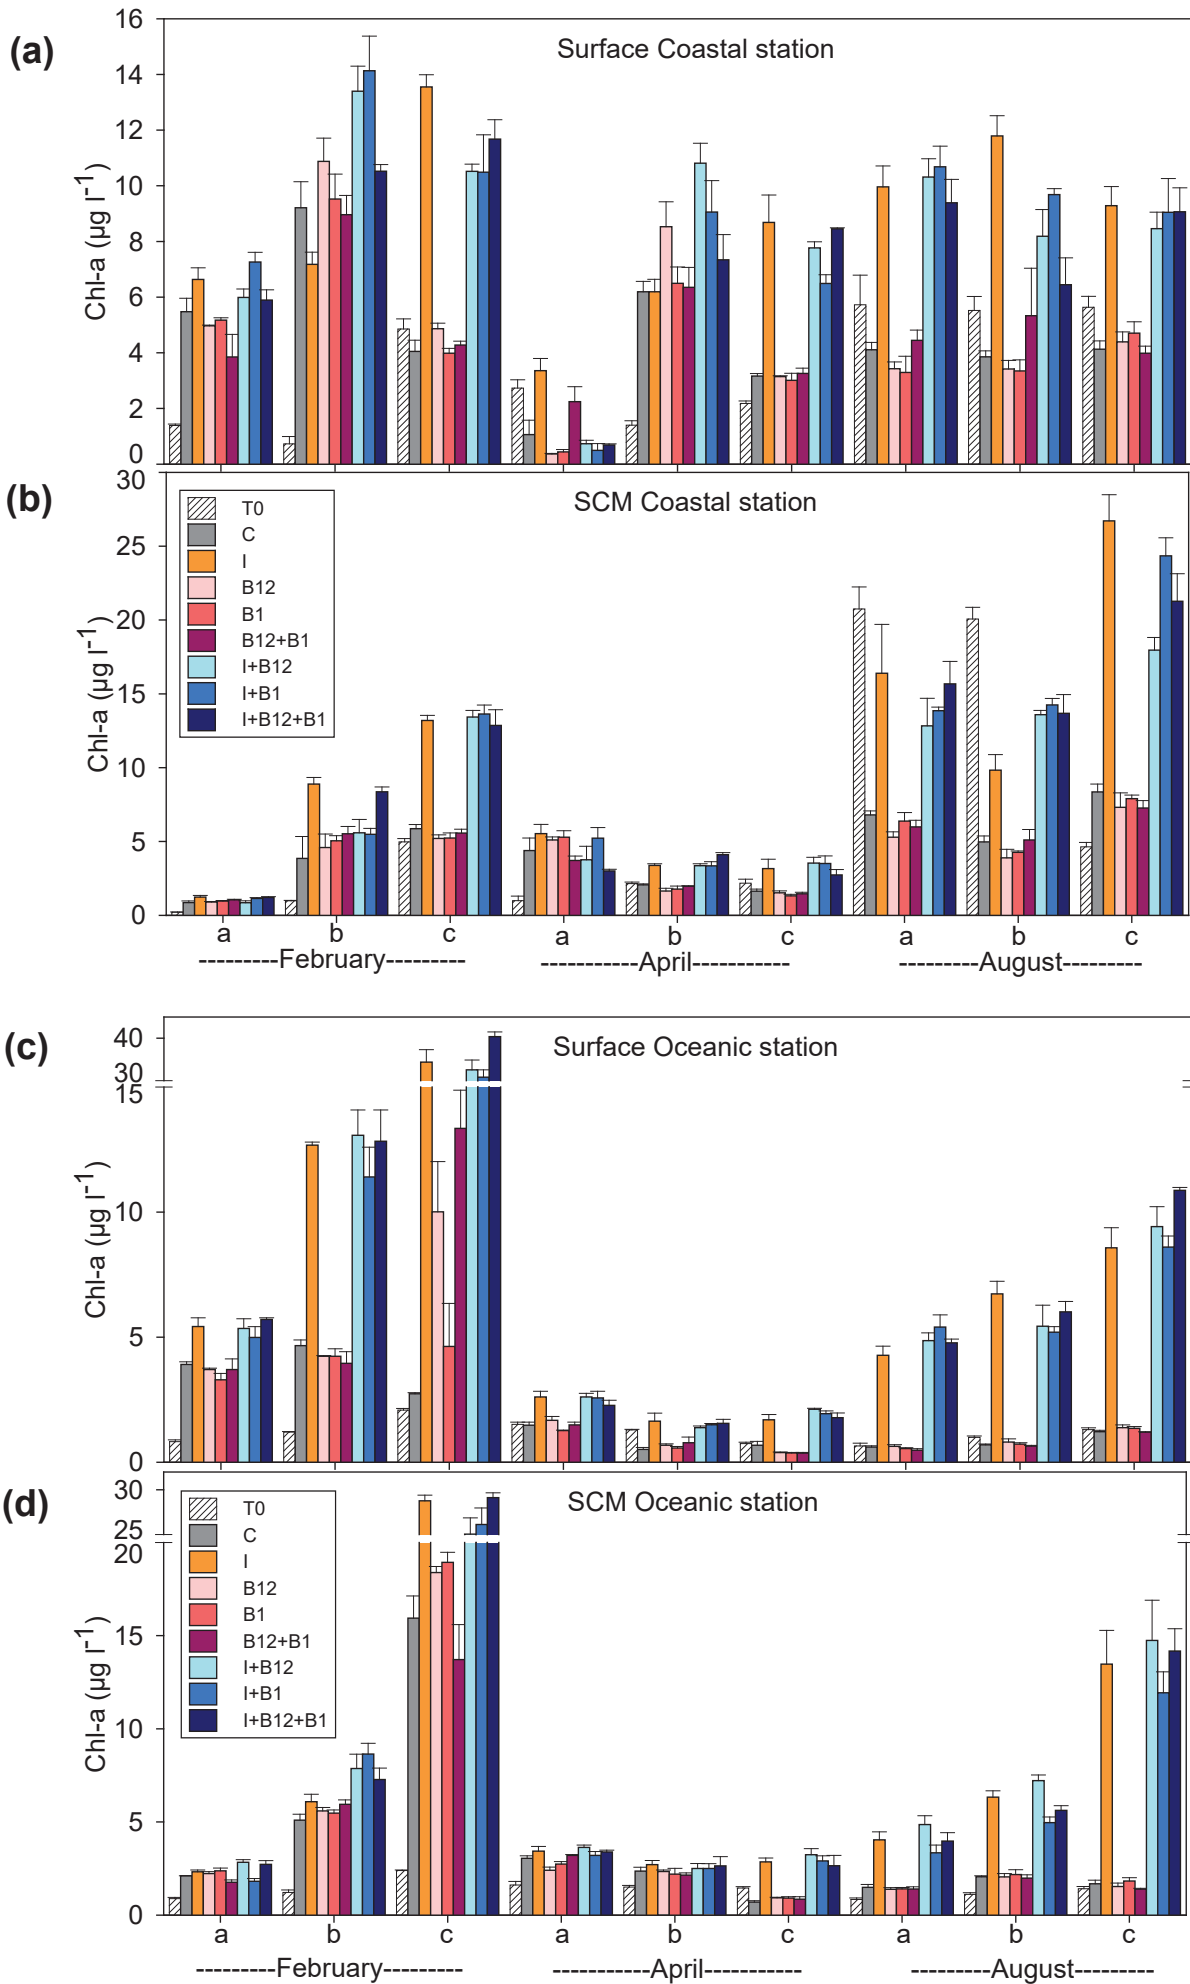 (a)
Surface Coastal station
Chl-a (µg l-1)
16
14
12
10
8
6
4
2
0
(b)
SCM Coastal station
Chl-a (µg l-1)
30
25
20
15
10
5
0
T0
C
I
B12
B1
B12+B1
I+B12
I+B1
I+B12+B1
a b c a b c a b c
---------February--------- -----------April----------- ---------August---------
(c)
Surface Oceanic station
Chl-a (µg l-1)
40
30
15
10
5
0
(d)
SCM Oceanic station
Chl-a (µg l-1)
30
25
20
15
10
5
0
T0
C
I
B12
B1
B12+B1
I+B12
I+B1
I+B12+B1
a b c a b c a b c
---------February--------- -----------April----------- ---------August---------